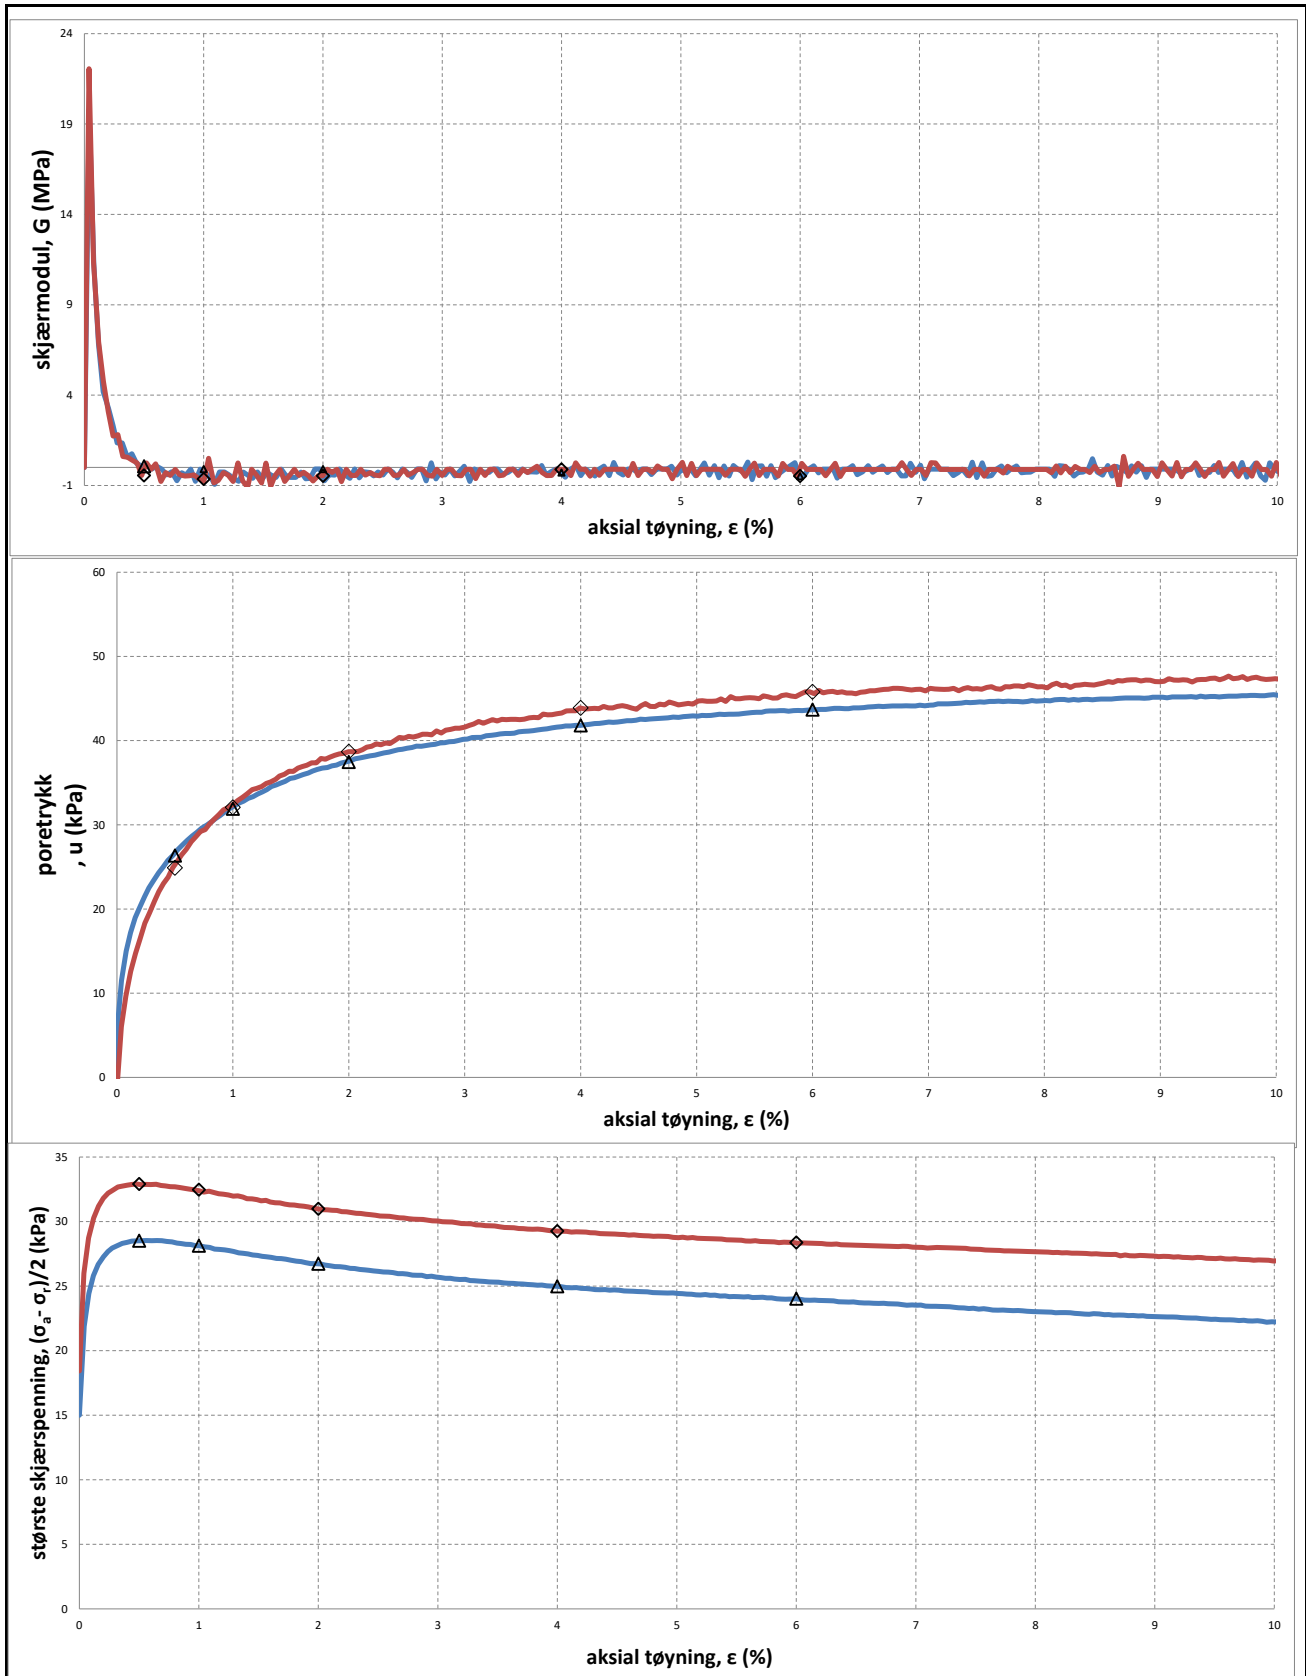 24
19
14
9
4
-1
skjærmodul, G (MPa)
0 1 2 3 4 5 6 7 8 9 10
aksial tøyning, ε (%)
60
50
40
30
20
10
0
poretrykk
, u (kPa)
0 1 2 3 4 5 6 7 8 9 10
aksial tøyning, ε (%)
35
30
25
20
15
10
5
0
største skjærspenning, (σa - σr)/2 (kPa)
0 1 2 3 4 5 6 7 8 9 10
aksial tøyning, ε (%)